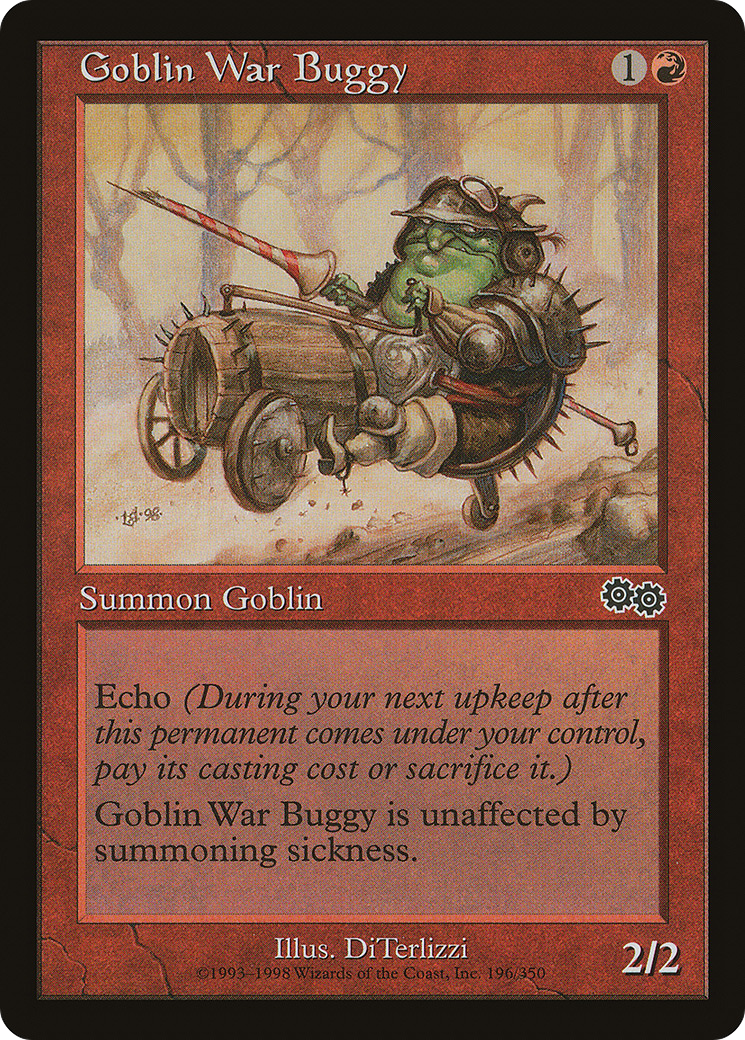 Goblin War Buggy 1
·td·98·
Summon Goblin
Echo (During your next upkeep after
this permanent comes under your control,
pay its casting cost or sacrifice it.)
Goblin War Buggy is unaffected by
summoning sickness.
Illus. DiTerlizzi
©1993–1998 Wizards of the Coast, Inc. 196/350
2/2